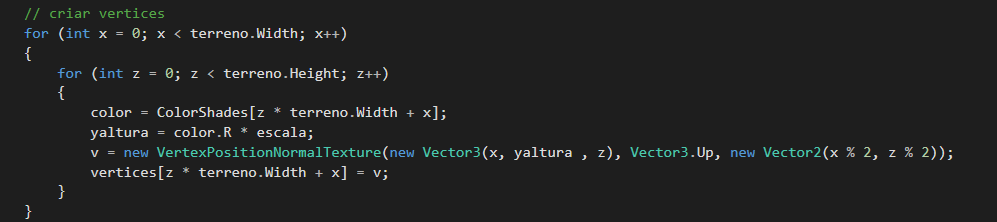 // criar vertices
for (int x = 0; x < terreno.Width; x++)
{
    for (int z = 0; z < terreno.Height; z++)
    {
        color = ColorShades[z * terreno.Width + x];
        yaltura = color.R * escala;
        v = new VertexPositionNormalTexture(new Vector3(x, yaltura , z), Vector3.Up, new Vector2(x % 2, z % 2));
        vertices[z * terreno.Width + x] = v;
    }
}